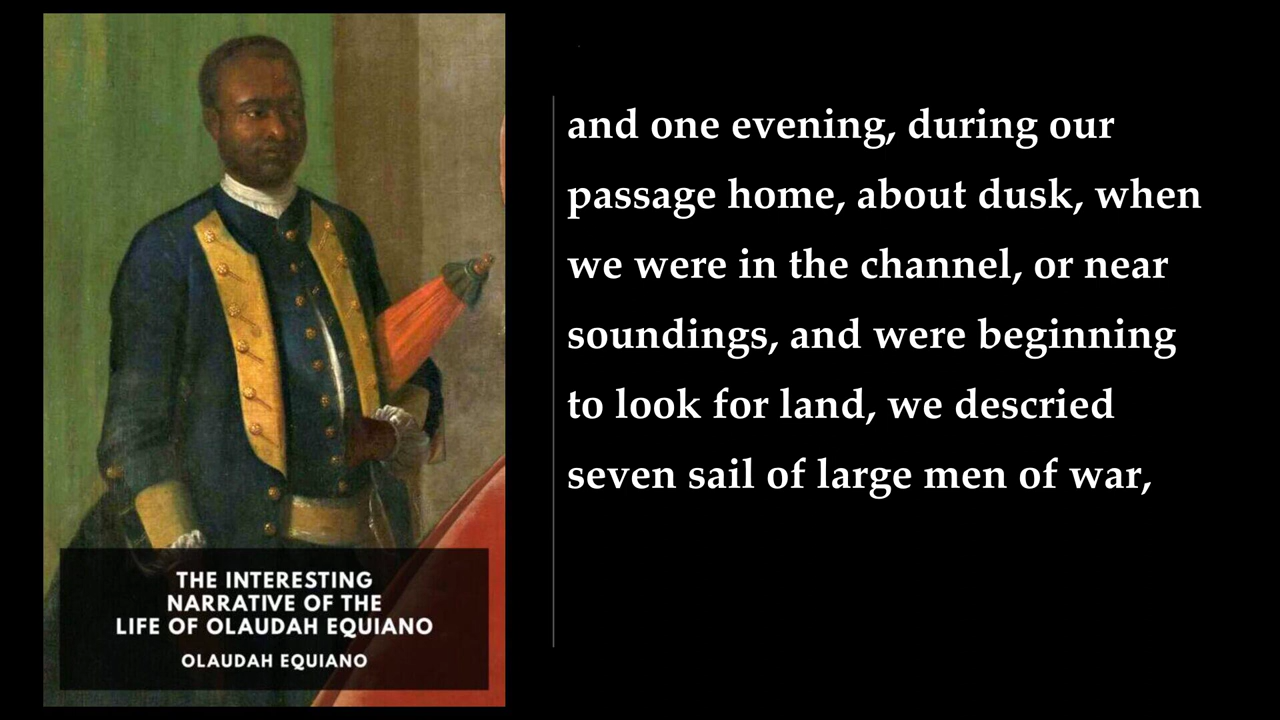 THE INTERESTING
NARRATIVE OF THE
LIFE OF OLAUDAH EQUIANO
OLAUDAH EQUIANO
and one evening, during our
passage home, about dusk, when
we were in the channel, or near
soundings, and were beginning
to look for land, we descried
seven sail of large men of war,